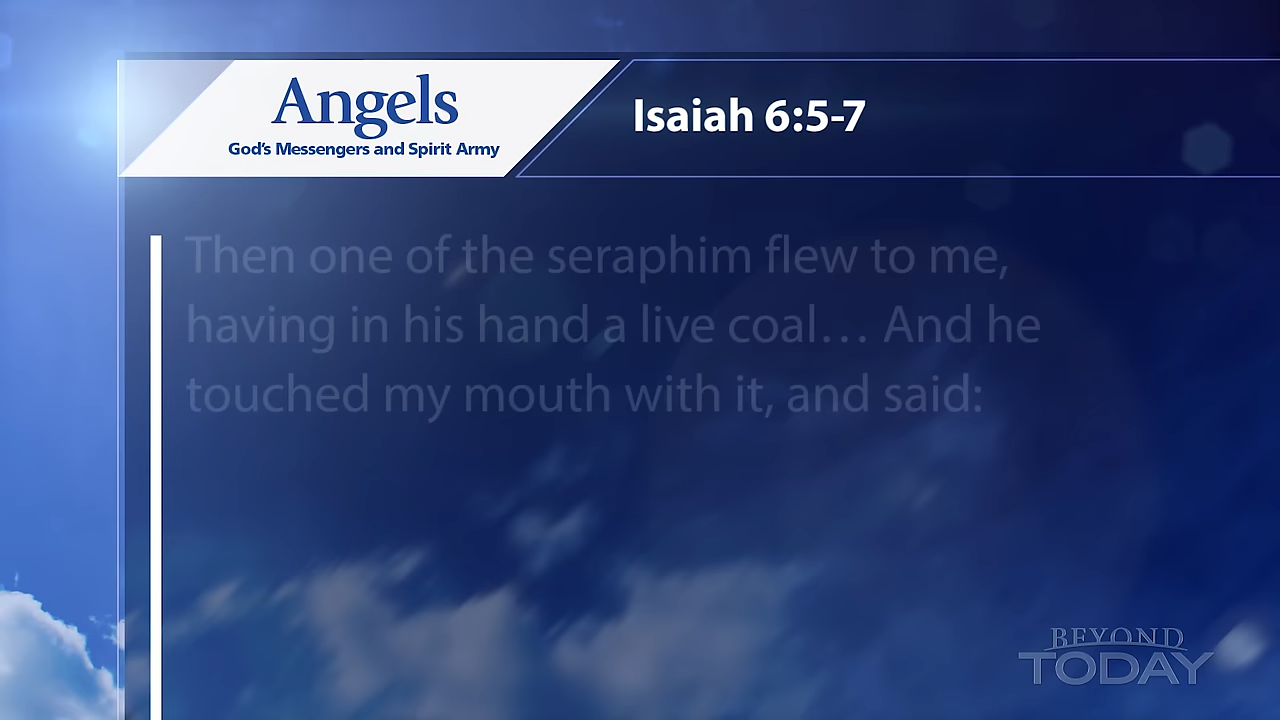 Angels
God's Messengers and Spirit Army
Isaiah 6:5-7
Then one of the seraphim flew to me,
having in his hand a live coal… And he
touched my mouth with it, and said:
BEYOND
TODAY